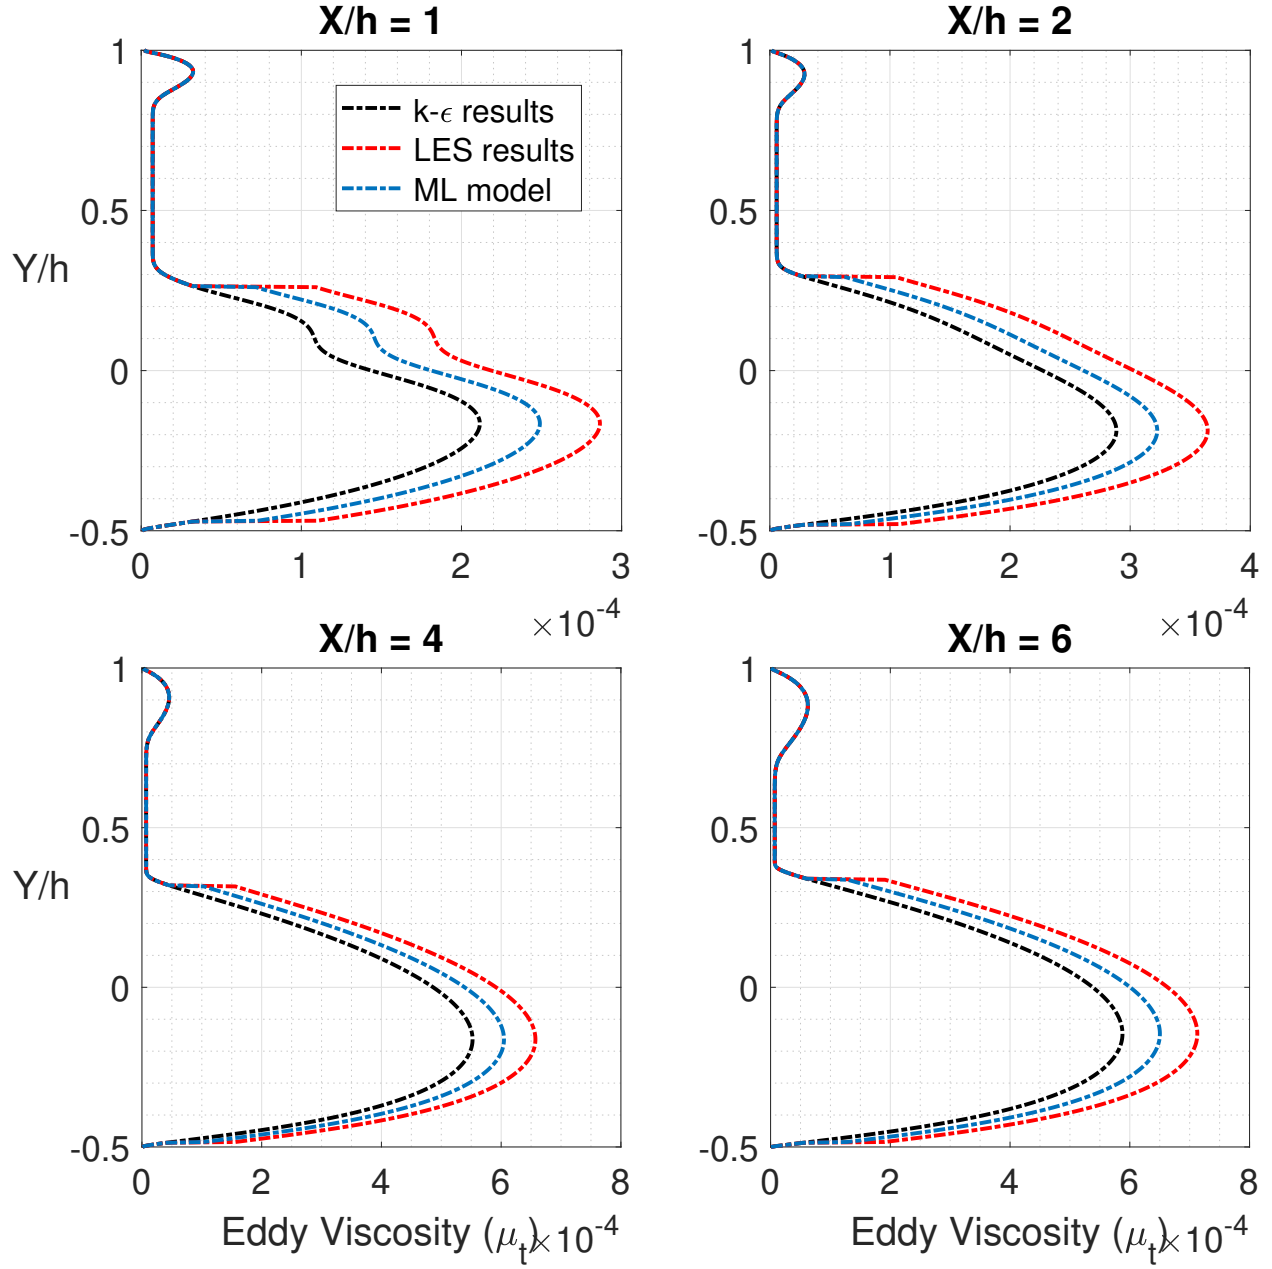 X/h = 1
X/h = 2
1
0.5
0
-0.5
Y/h
k-ϵ results
LES results
ML model
0 1 2 3
×10-4
1
0.5
0
-0.5
0 1 2 3 4
×10-4
X/h = 4
X/h = 6
1
0.5
0
-0.5
Y/h
0 2 4 6 8
Eddy Viscosity (μt) ×10-4
1
0.5
0
-0.5
0 2 4 6 8
Eddy Viscosity (μt) ×10-4